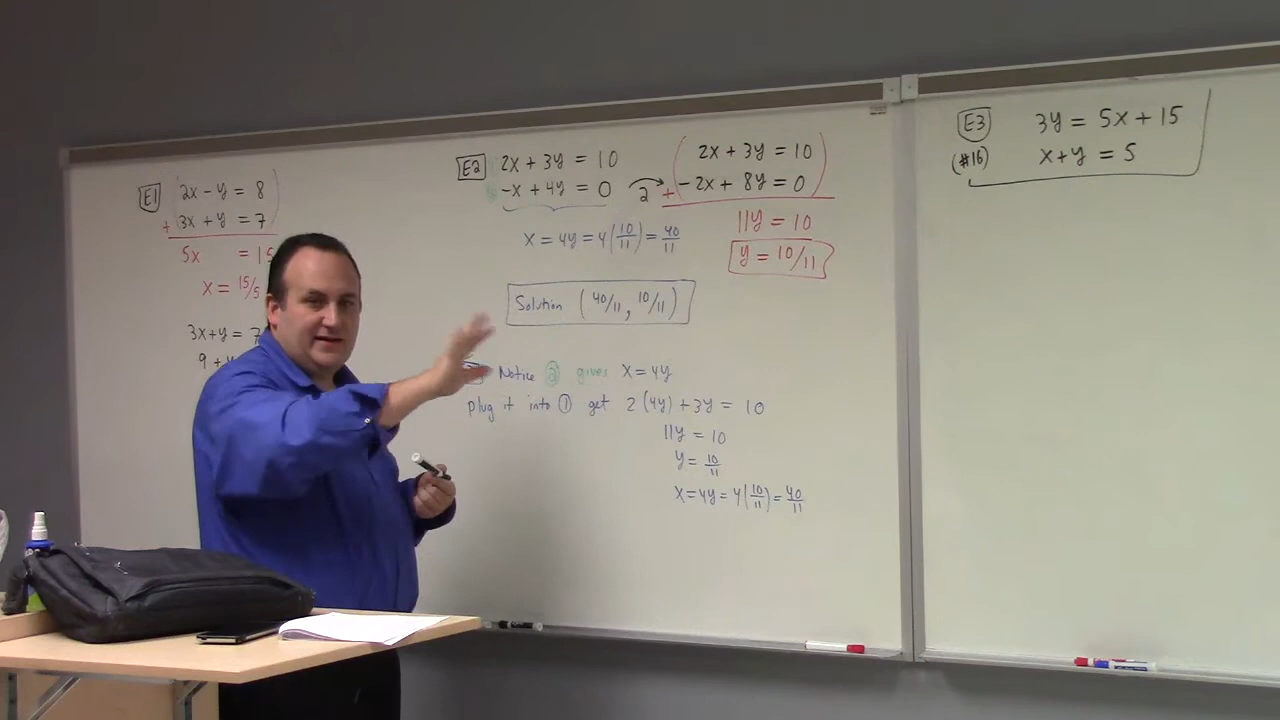 E1 2x - y = 8
+ 3x + y = 7
5x = 15
x = 15/5
3x + y = 7
9 +
E2 2x + 3y = 10
-x + 4y = 0
2
2x + 3y = 10
+ -2x + 8y = 0
11y = 10
y = 10/11
x = 4y = 4(10/11) = 40/11
Solution (40/11, 10/11)
Notice ② gives x = 4y
plug it into ① get 2(4y) + 3y = 10
11y = 10
y = 10/11
x = 4y = 4(10/11) = 40/11
E3 3y = 5x + 15
(#16) x + y = 5